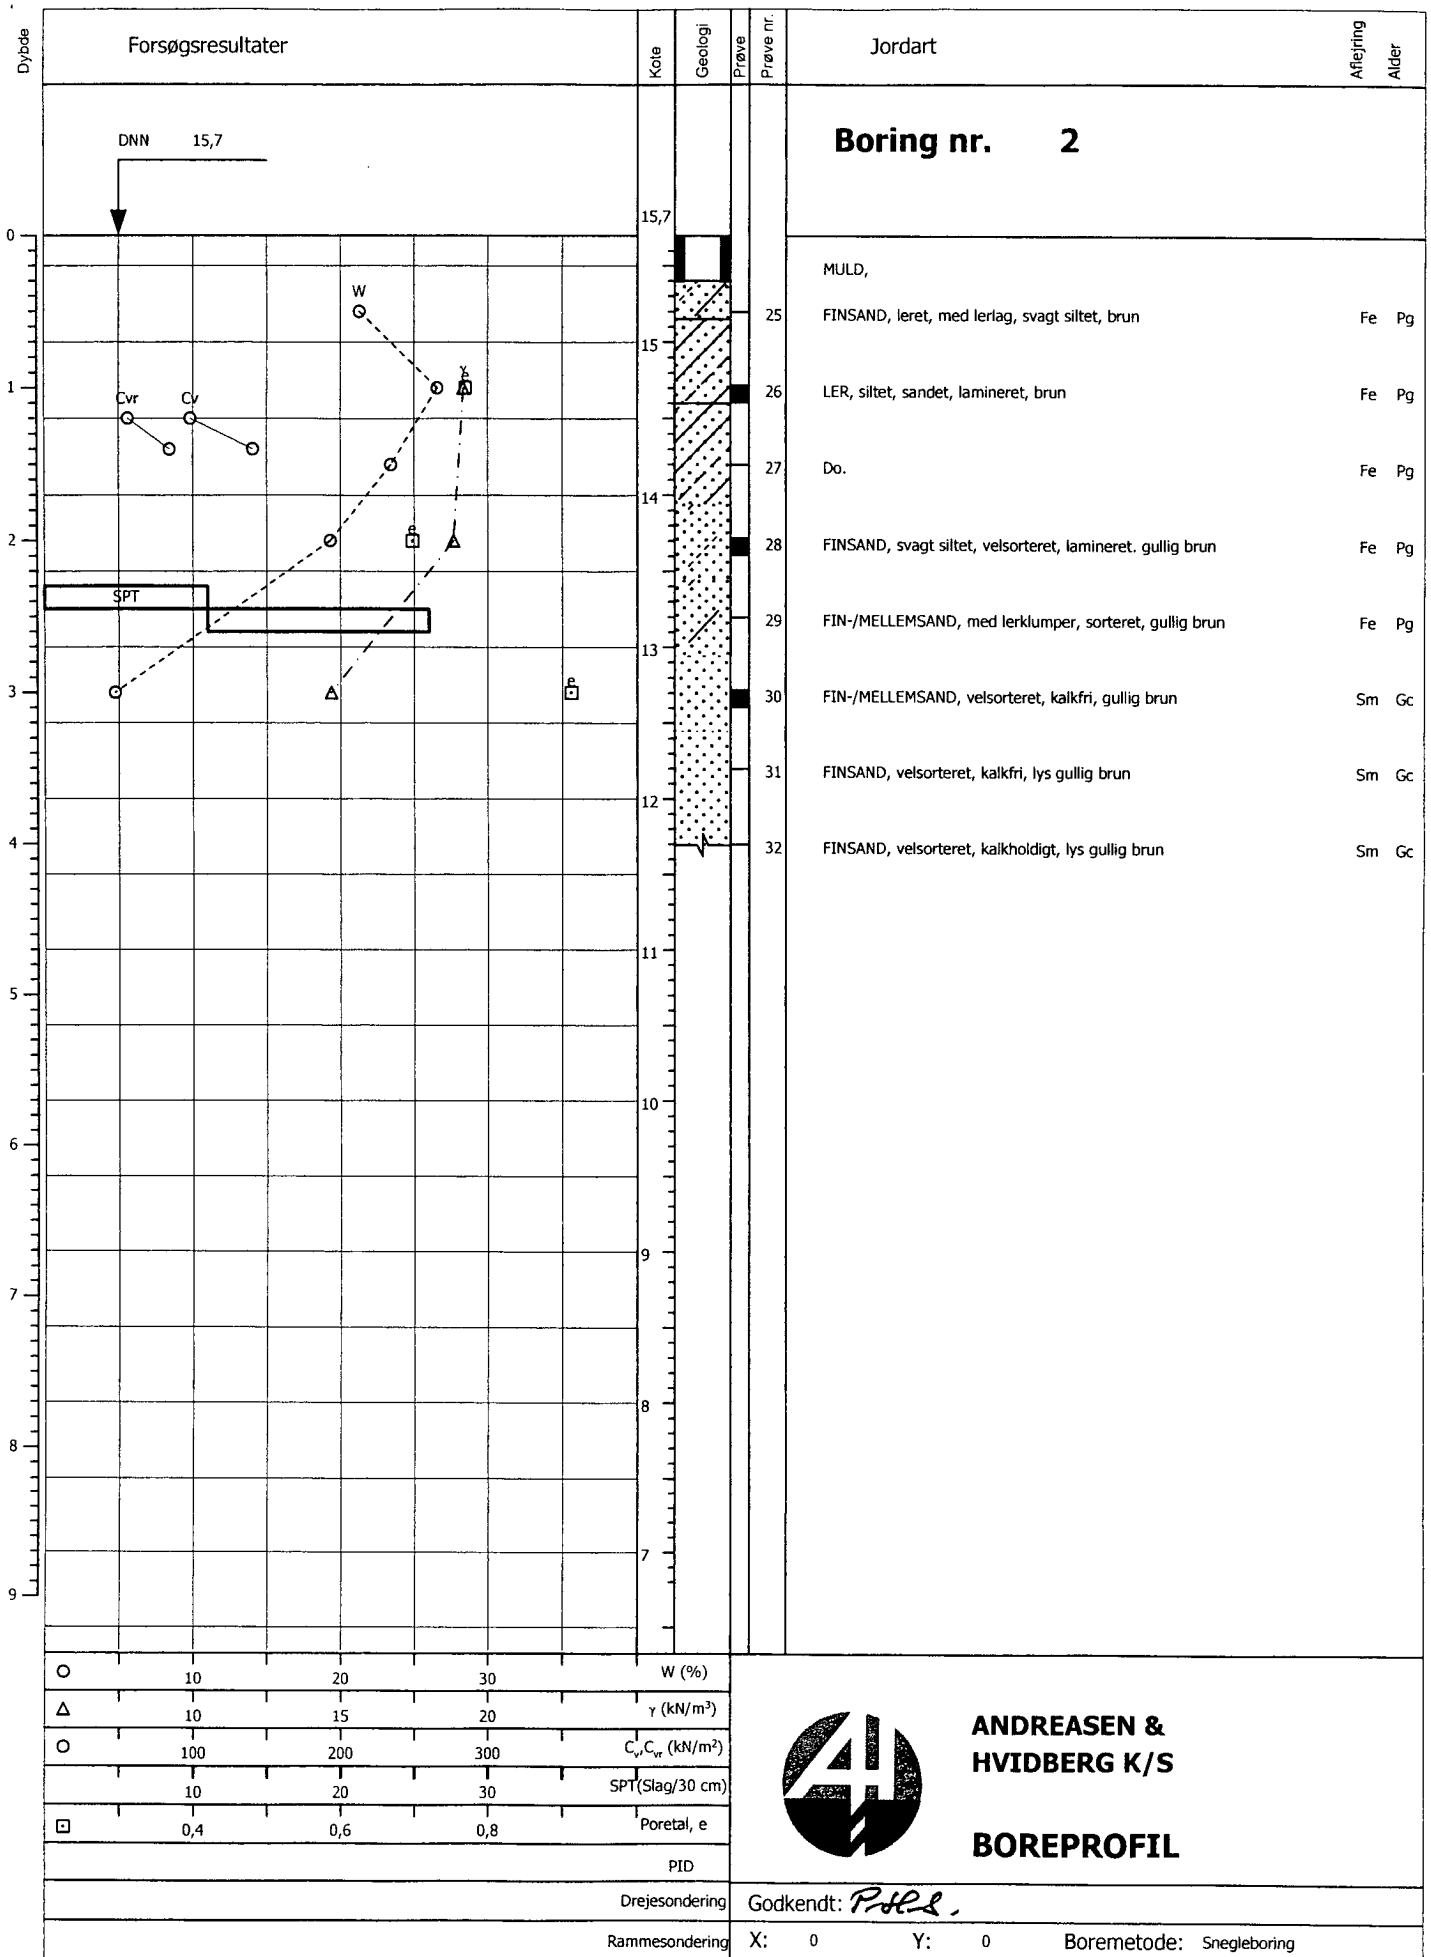 Dybde
Forsøgsresultater
Kote
Geologi
Prøve
Prøve nr.
Jordart
Aflejring
Alder
DNN 15,7
Boring nr. 2
15,7
0
1
2
3
4
5
6
7
8
9
W
γ
e
Cvr
Cv
e
SPT
e
15
14
13
12
11
10
9
8
7
MULD,
25 FINSAND, leret, med lerlag, svagt siltet, brun Fe Pg
26 LER, siltet, sandet, lamineret, brun Fe Pg
27 Do. Fe Pg
28 FINSAND, svagt siltet, velsorteret, lamineret. gullig brun Fe Pg
29 FIN-/MELLEMSAND, med lerklumper, sorteret, gullig brun Fe Pg
30 FIN-/MELLEMSAND, velsorteret, kalkfri, gullig brun Sm Gc
31 FINSAND, velsorteret, kalkfri, lys gullig brun Sm Gc
32 FINSAND, velsorteret, kalkholdigt, lys gullig brun Sm Gc
10 20 30 W (%)
10 15 20 γ (kN/m³)
100 200 300 Cv,Cvr (kN/m²)
10 20 30 SPT(Slag/30 cm)
0,4 0,6 0,8 Poretal, e
PID
Drejesondering
Rammesondering
ANDREASEN &
HVIDBERG K/S
BOREPROFIL
Godkendt:
X: 0 Y: 0 Boremetode: Snegleboring